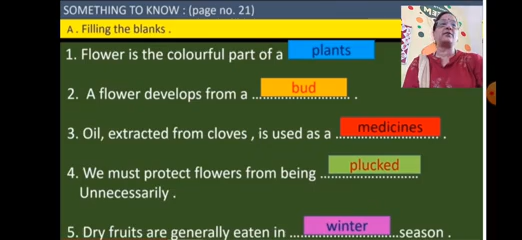 SOMETHING TO KNOW : (page no. 21)
A . Filling the blanks .
1. Flower is the colourful part of a plants
2. A flower develops from a bud .
3. Oil, extracted from cloves , is used as a medicines .
4. We must protect flowers from being plucked
Unnecessarily .
5. Dry fruits are generally eaten in winter season .